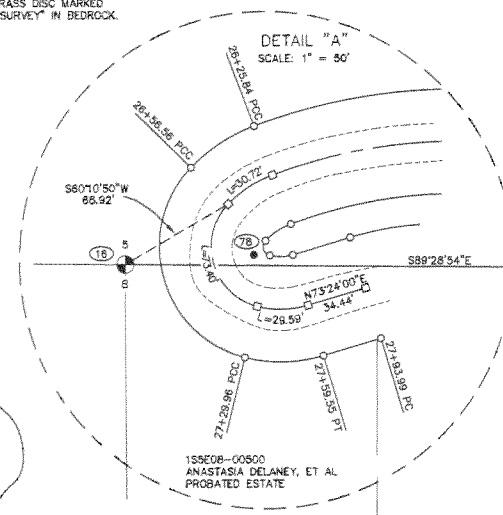 RASS DISC MARKED
SURVEY" IN BEDROCK.
DETAIL "A"
SCALE: 1" = 50'
26+25.84 PCC
26+56.56 PCC
S60°10'50"W
66.92'
L=30.72'
L=73.40'
16
5
8
78
S89°28'54"E
N73°24'00"E
34.44'
L=29.59'
27+29.96 PCC
27+59.55 PT
27+93.99 PC
1S5E08-00500
ANASTASIA DELANEY, ET AL
PROBATED ESTATE